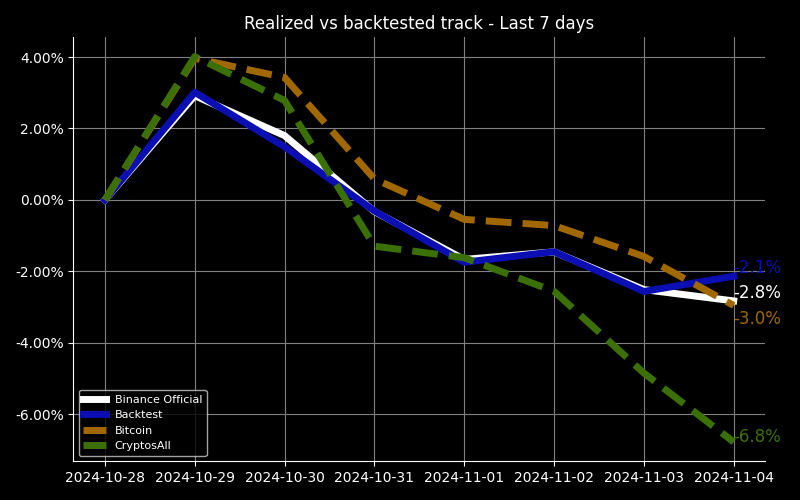 Realized vs backtested track - Last 7 days
4.00%
2.00%
0.00%
-2.00%
-4.00%
-6.00%
-2.1%
-2.8%
-3.0%
-6.8%
Binance Official
Backtest
Bitcoin
CryptosAll
2024-10-28 2024-10-29 2024-10-30 2024-10-31 2024-11-01 2024-11-02 2024-11-03 2024-11-04